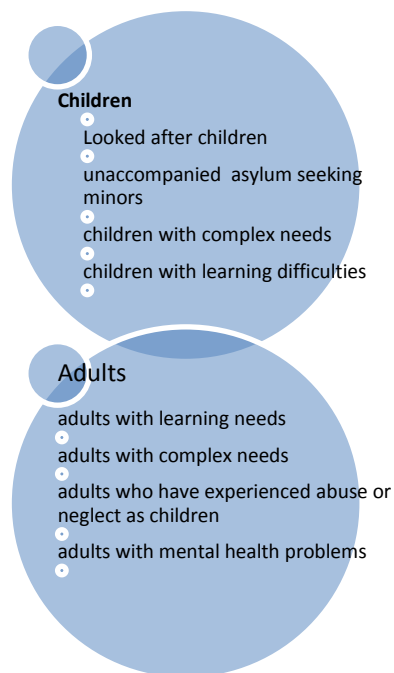 Children
Looked after children
unaccompanied asylum seeking
minors
children with complex needs
children with learning difficulties
Adults
adults with learning needs
adults with complex needs
adults who have experienced abuse or
neglect as children
adults with mental health problems